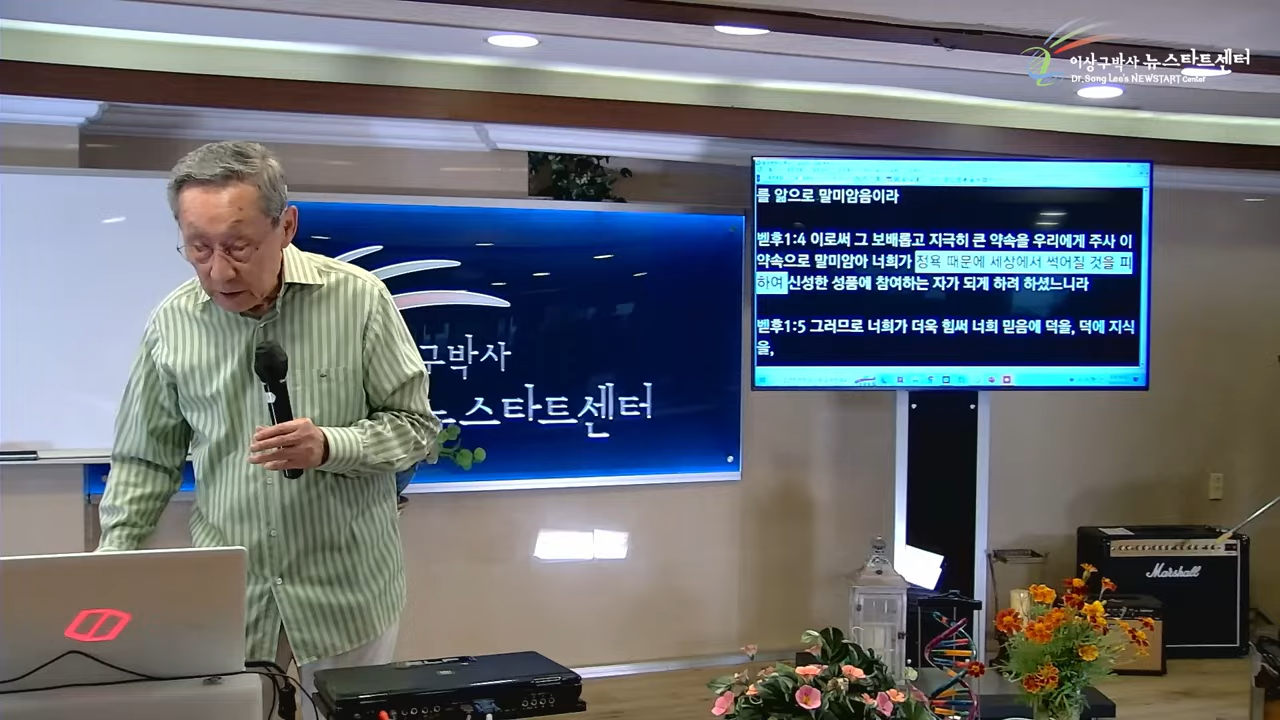 이상구박사 뉴스타트센터
Dr. Sang Lee's NEWSTART Center
를 앎으로 말미암음이라
벧후1:4 이로써 그 보배롭고 지극히 큰 약속을 우리에게 주사 이
약속으로 말미암아 너희가 정욕 때문에 세상에서 썩어질 것을 피
하여 신성한 성품에 참여하는 자가 되게 하려 하셨느니라
벧후1:5 그러므로 너희가 더욱 힘써 너희 믿음에 덕을, 덕에 지식
을,
구박사
뉴스타트센터
Marshall